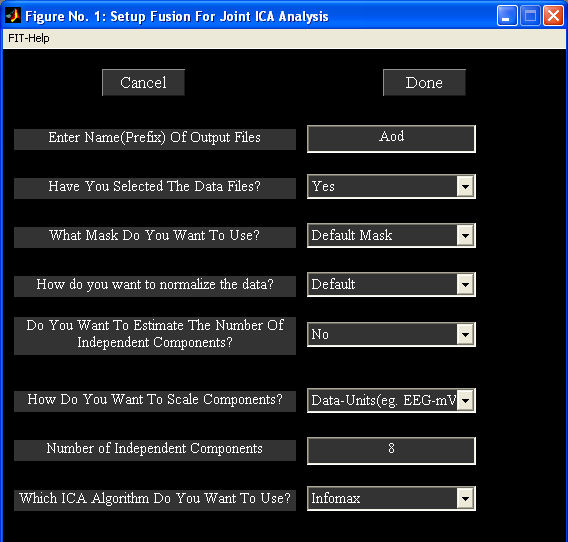 Figure No. 1: Setup Fusion For Joint ICA Analysis
FIT-Help
Cancel Done
Enter Name(Prefix) Of Output Files Aod
Have You Selected The Data Files? Yes
What Mask Do You Want To Use? Default Mask
How do you want to normalize the data? Default
Do You Want To Estimate The Number Of
Independent Components? No
How Do You Want To Scale Components? Data-Units(eg. EEG-mV
Number of Independent Components 8
Which ICA Algorithm Do You Want To Use? Infomax